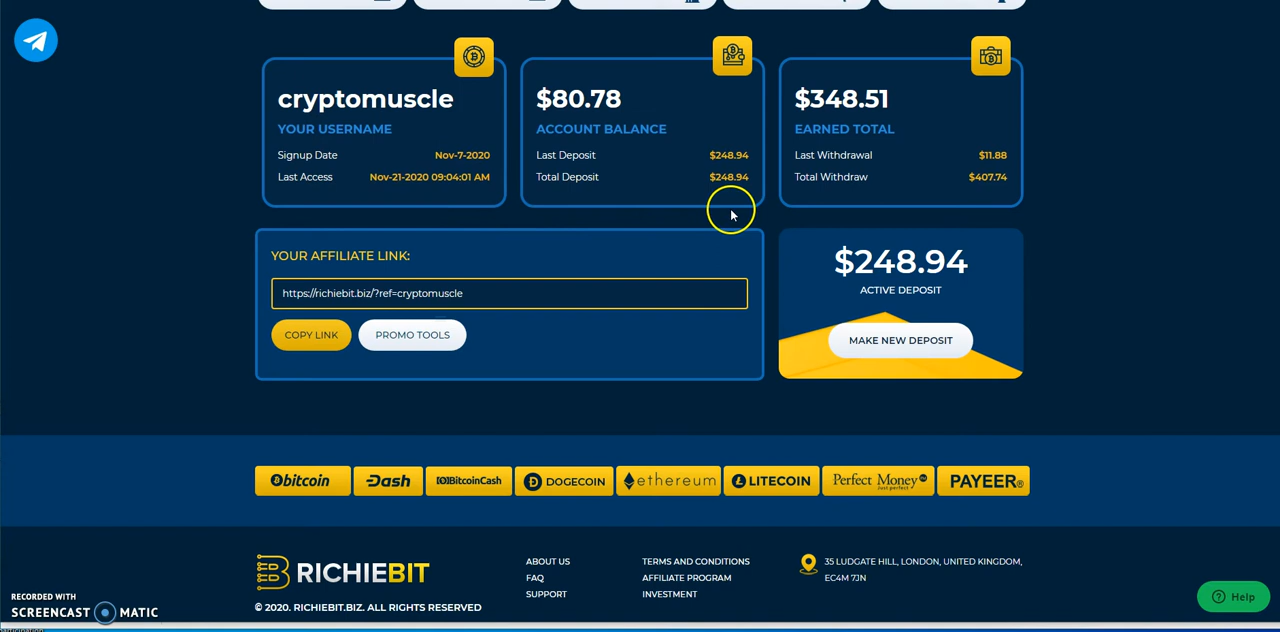 cryptomuscle
YOUR USERNAME
Signup Date Nov-7-2020
Last Access Nov-21-2020 09:04:01 AM
$80.78
ACCOUNT BALANCE
Last Deposit $248.94
Total Deposit $248.94
$348.51
EARNED TOTAL
Last Withdrawal $11.88
Total Withdraw $407.74
YOUR AFFILIATE LINK:
https://richiebit.biz/?ref=cryptomuscle
COPY LINK PROMO TOOLS
$248.94
ACTIVE DEPOSIT
MAKE NEW DEPOSIT
bitcoin Dash BitcoinCash DOGECOIN ethereum LITECOIN Perfect Money Just perfect PAYEER®
RICHIEBIT
© 2020. RICHIEBIT.BIZ. ALL RIGHTS RESERVED
ABOUT US
FAQ
SUPPORT
TERMS AND CONDITIONS
AFFILIATE PROGRAM
INVESTMENT
35 LUDGATE HILL, LONDON, UNITED KINGDOM,
EC4M 7JN
Help
RECORDED WITH
SCREENCAST MATIC